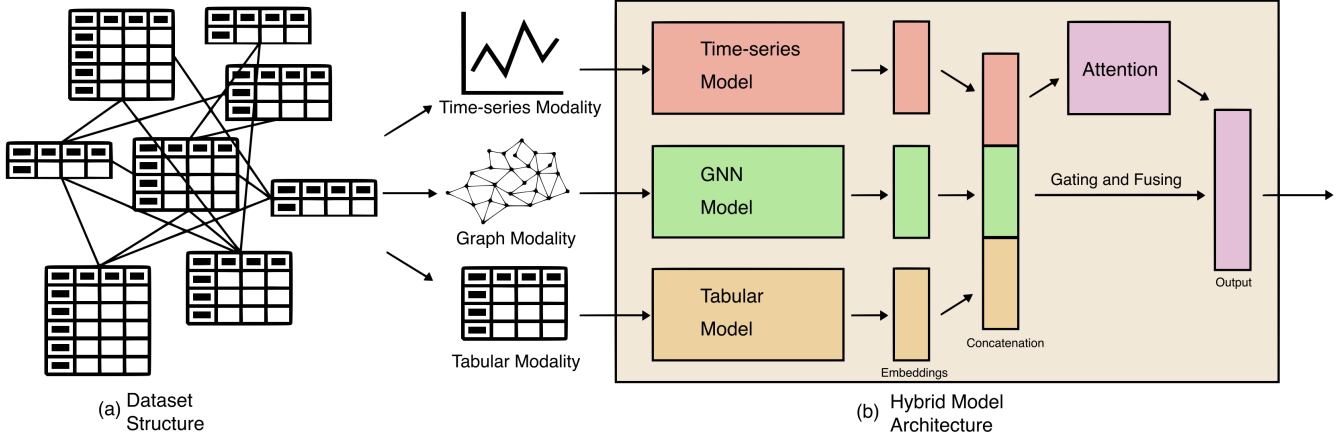 Time-series Modality
Graph Modality
Tabular Modality
(a) Dataset
Structure
Time-series
Model
GNN
Model
Tabular
Model
Embeddings
Concatenation
Attention
Gating and Fusing
Output
(b) Hybrid Model
Architecture